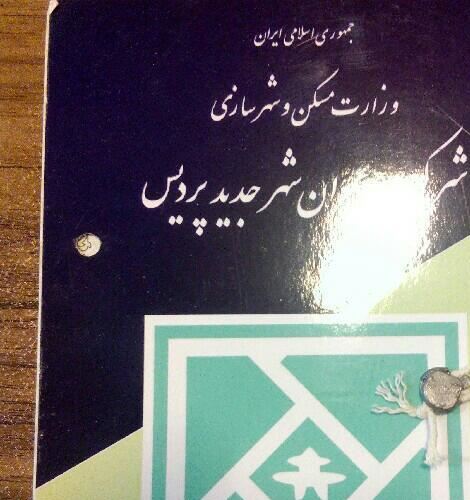 جمهوری اسلامی ایران
وزارت مسکن و شهرسازی
شهر جدید پردیس